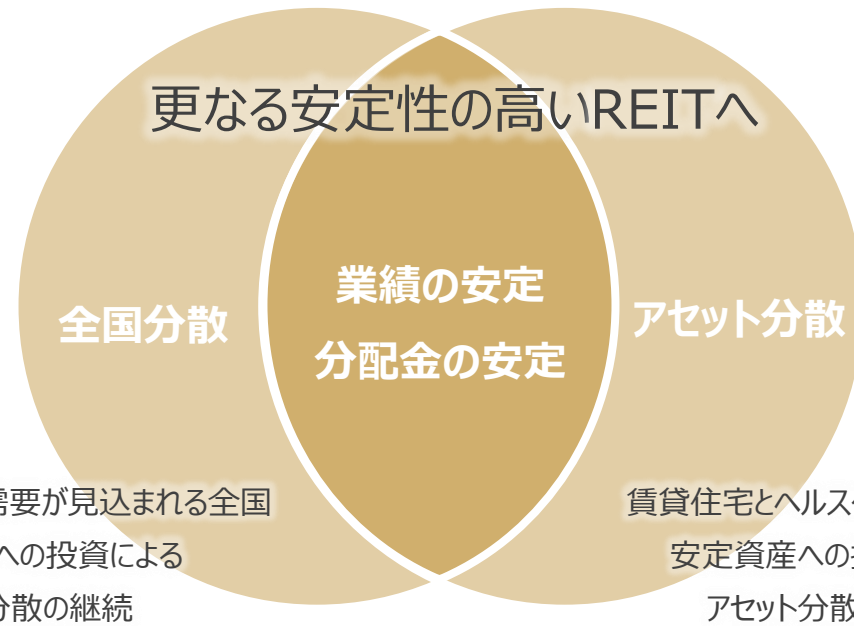 更なる安定性の高いREITへ
全国分散
業績の安定
分配金の安定
アセット分散
需要が見込まれる全国
への投資による
分散の継続
賃貸住宅とヘルスケ
安定資産への
アセット分散